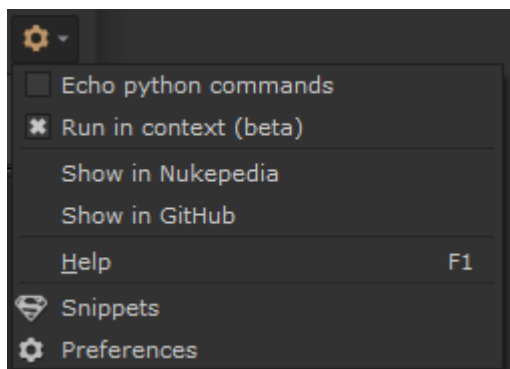 Echo python commands
Run in context (beta)
Show in Nukepedia
Show in GitHub
Help F1
Snippets
Preferences